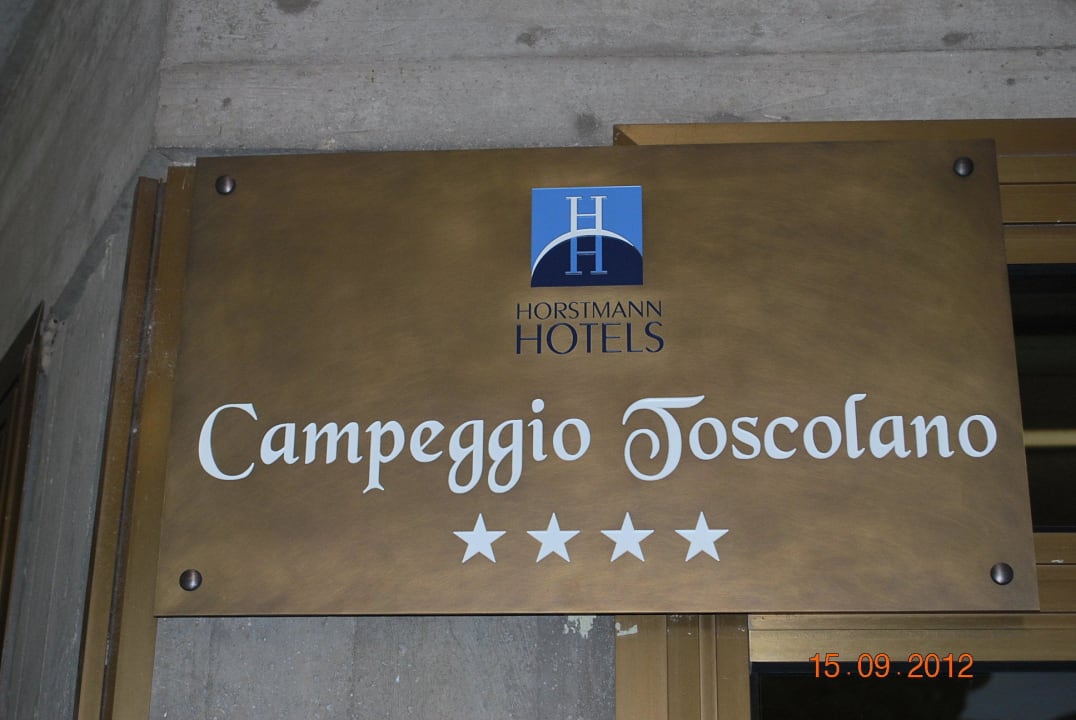 HH
HORSTMANN
HOTELS
Campeggio Toscolano
15.09.2012